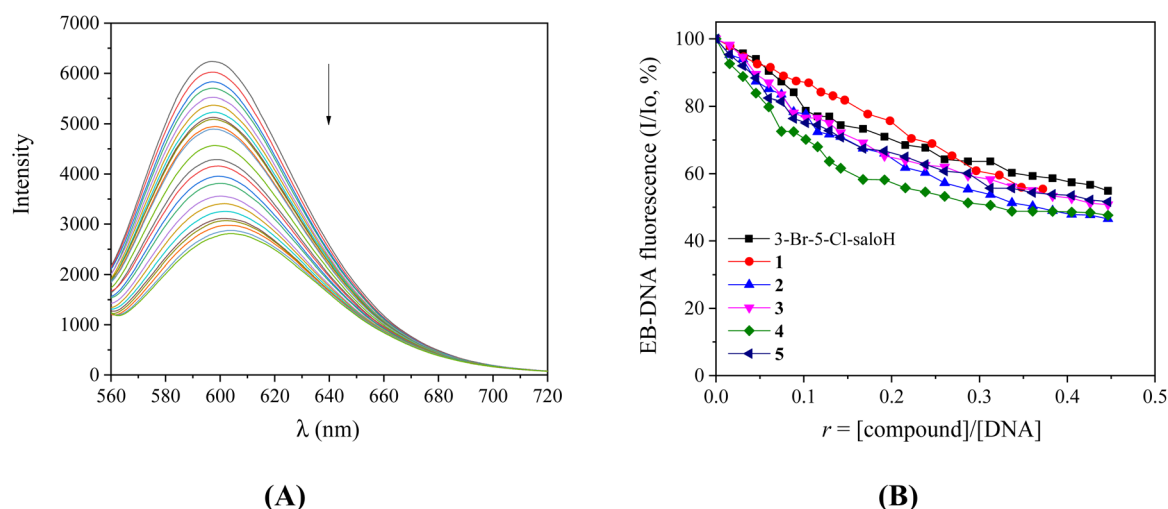 7000
6000
5000
4000
3000
2000
1000
0
Intensity
560 580 600 620 640 660 680 700 720
λ (nm)
(A)
100
80
60
40
20
0
EB-DNA fluorescence (I/Io, %)
3-Br-5-Cl-saloH
1
2
3
4
5
0.0 0.1 0.2 0.3 0.4 0.5
r = [compound]/[DNA]
(B)